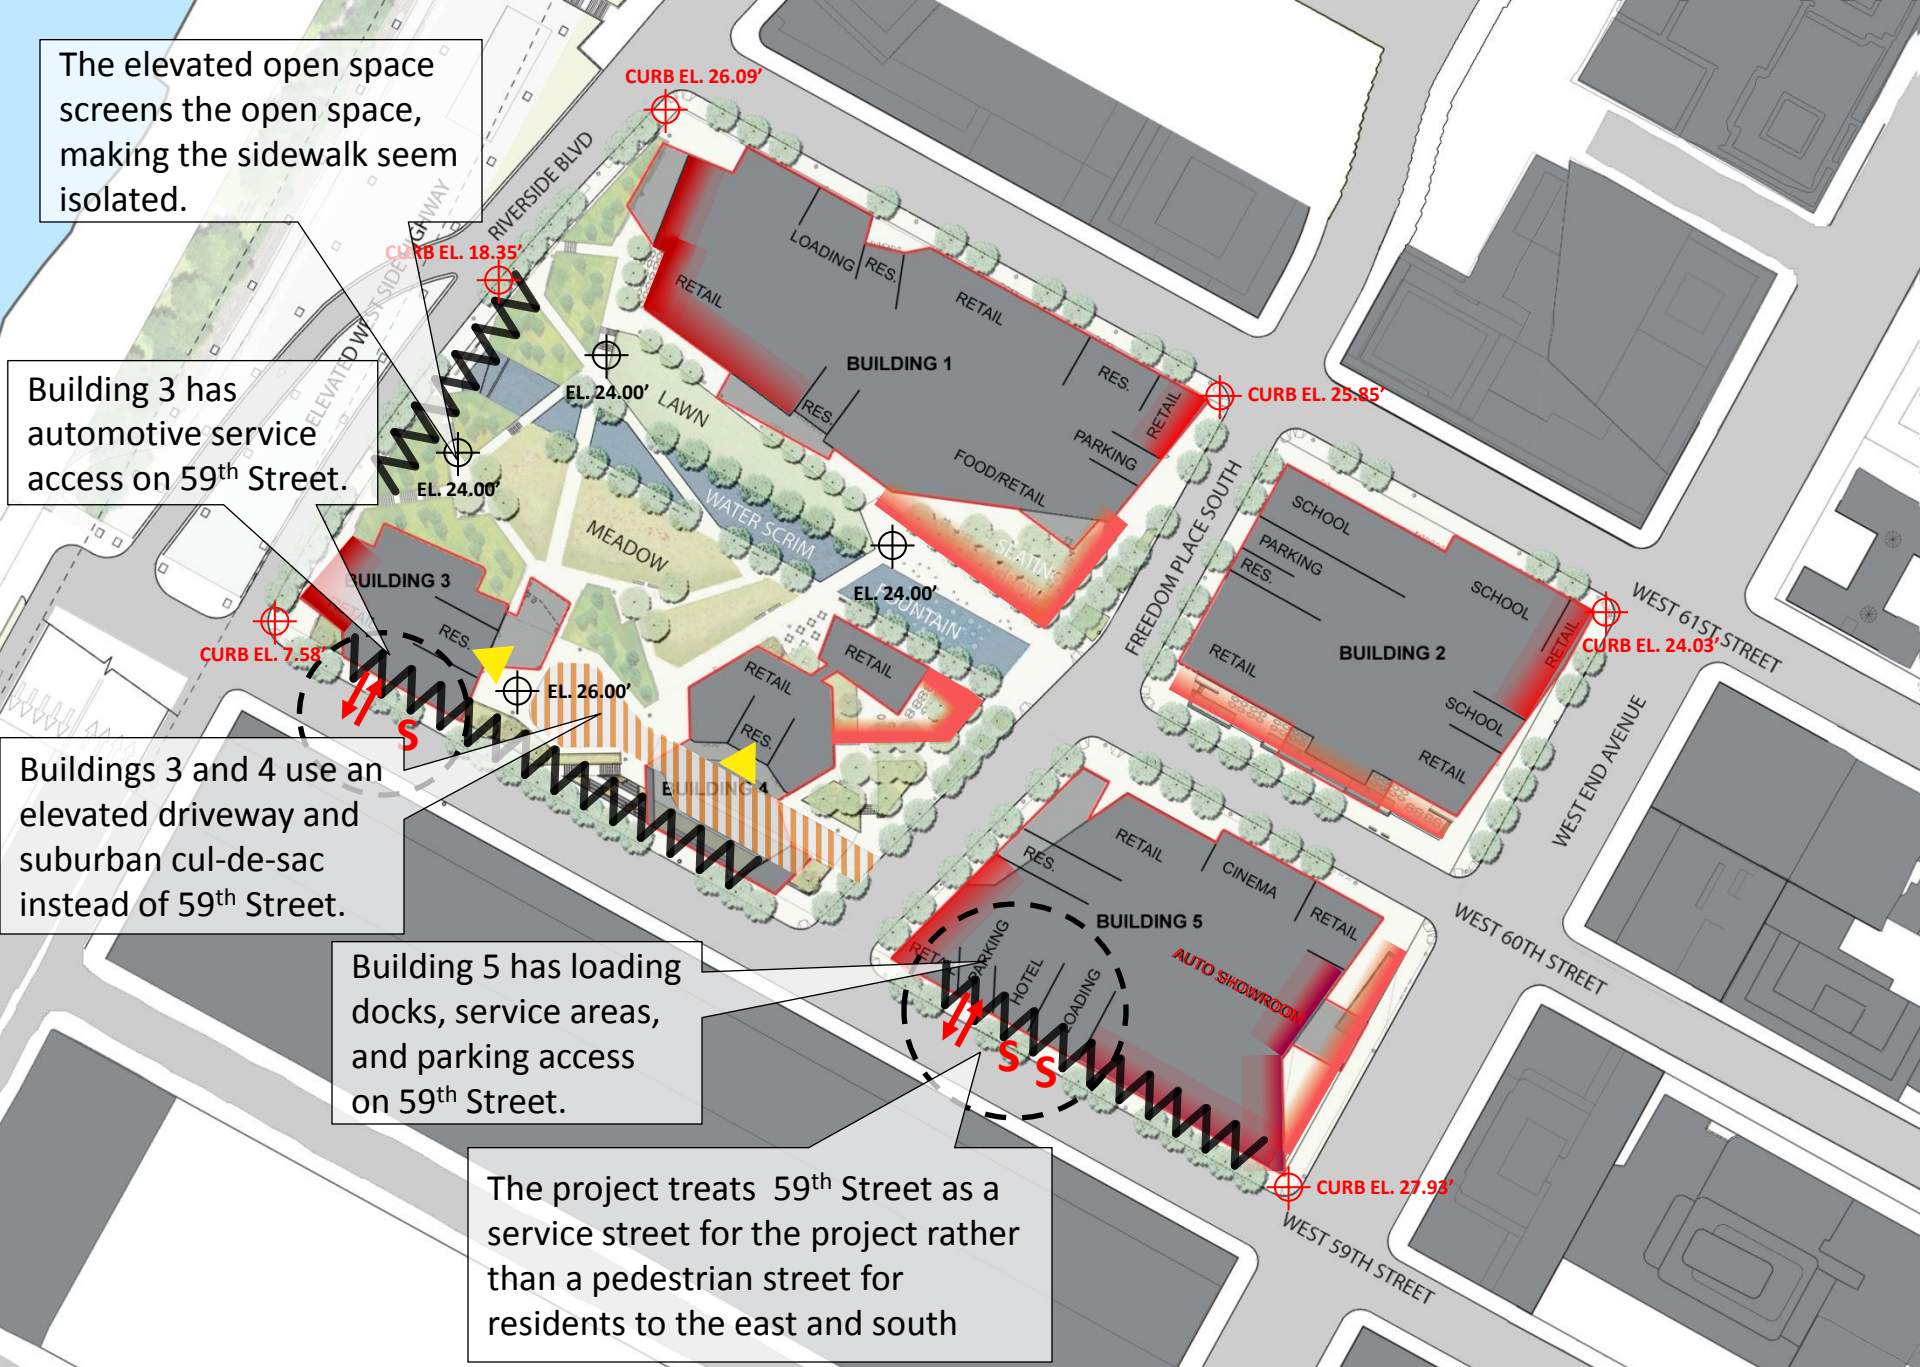 The elevated open space
screens the open space,
making the sidewalk seem
isolated.
CURB EL. 26.09'
RIVERSIDE BLVD
CURB EL. 18.35'
ELEVATED WEST SIDE HIGHWAY
Building 3 has
automotive service
access on 59th Street.
LOADING
RES.
RETAIL
RETAIL
BUILDING 1
RES.
RETAIL
RES.
PARKING
FOOD/RETAIL
CURB EL. 25.85'
EL. 24.00'
LAWN
EL. 24.00'
WATER SCRIM
MEADOW
SEATING
EL. 24.00'
FOUNTAIN
FREEDOM PLACE SOUTH
SCHOOL
PARKING
RES.
SCHOOL
RETAIL
RETAIL
BUILDING 2
SCHOOL
RETAIL
WEST 61ST STREET
CURB EL. 24.03'
WEST END AVENUE
BUILDING 3
RETAIL
RES.
CURB EL. 7.58'
S
EL. 26.00'
RETAIL
RETAIL
RES.
BUILDING 4
Buildings 3 and 4 use an
elevated driveway and
suburban cul-de-sac
instead of 59th Street.
RES.
RETAIL
CINEMA
RETAIL
BUILDING 5
RETAIL
PARKING
HOTEL
LOADING
AUTO SHOWROOM
S S
WEST 60TH STREET
Building 5 has loading
docks, service areas,
and parking access
on 59th Street.
CURB EL. 27.93'
WEST 59TH STREET
The project treats 59th Street as a
service street for the project rather
than a pedestrian street for
residents to the east and south